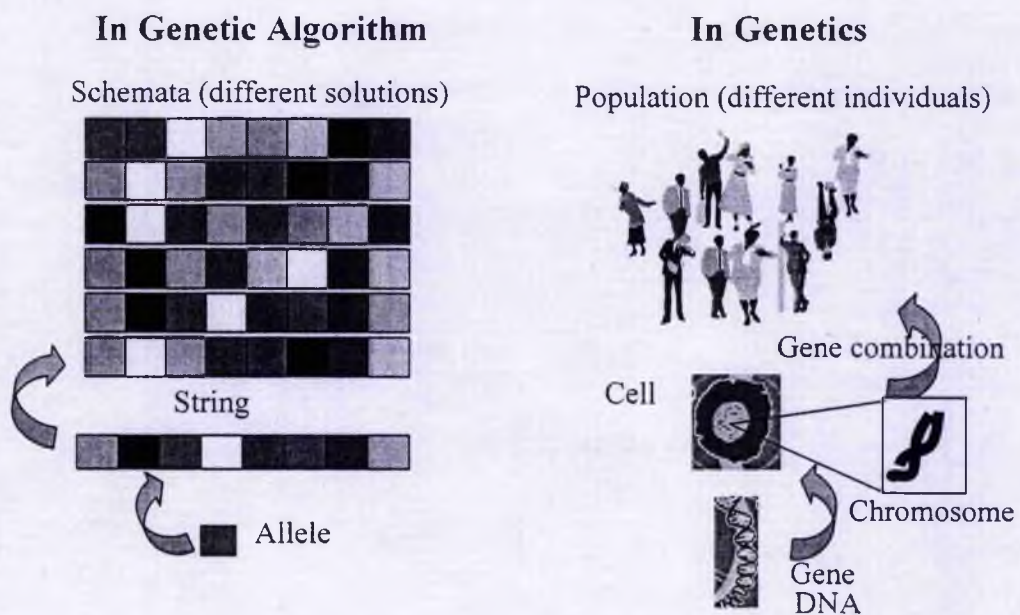 In Genetic Algorithm
Schemata (different solutions)
String
Allele
In Genetics
Population (different individuals)
Gene combination
Cell
Chromosome
Gene
DNA